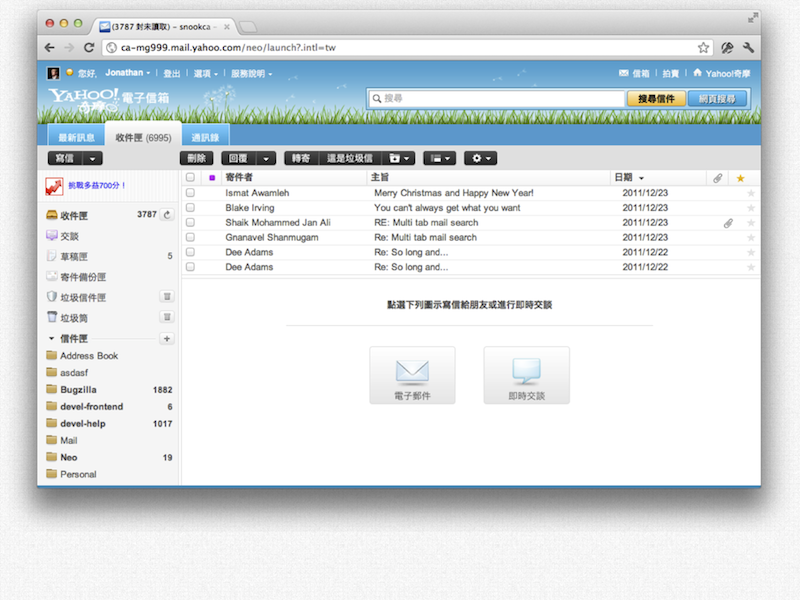 (3787 封未讀取) – snookca –
ca-mg999.mail.yahoo.com/neo/launch?.intl=tw
您好, Jonathan 登出 選項 服務說明 信箱 拍賣 Yahoo!奇摩
YAHOO! 奇摩 電子信箱
搜尋 搜尋信件 網頁搜尋
最新訊息 收件匣 (6995) 通訊錄
寫信 刪除 回覆 轉寄 這是垃圾信
挑戰多益700分！
寄件者 主旨 日期
Ismat Awamleh Merry Christmas and Happy New Year! 2011/12/23
Blake Irving You can't always get what you want 2011/12/23
Shaik Mohammed Jan Ali RE: Multi tab mail search 2011/12/23
Gnanavel Shanmugam Re: Multi tab mail search 2011/12/23
Dee Adams Re: So long and... 2011/12/22
Dee Adams Re: So long and... 2011/12/22
收件匣 3787
交談
草稿匣 5
寄件備份匣
垃圾信件匣
垃圾筒
信件匣
Address Book
asdasf
Bugzilla 1882
devel-frontend 6
devel-help 1017
Mail
Neo 19
Personal
點選下列圖示寫信給朋友或進行即時交談
電子郵件 即時交談